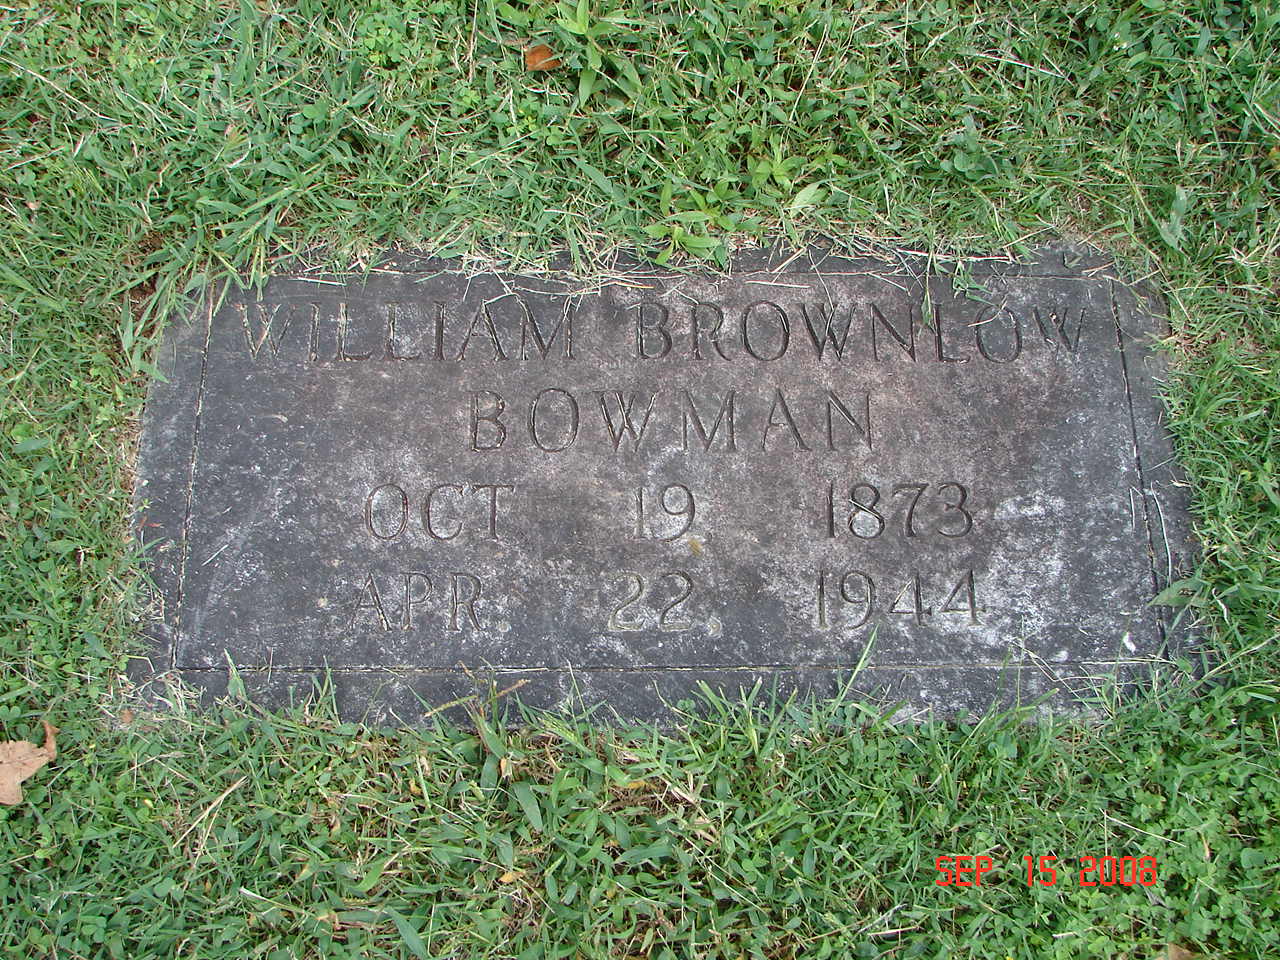 WILLIAM BROWNLOW
BOWMAN
OCT 19 1873
APR. 22, 1944
SEP 15 2008